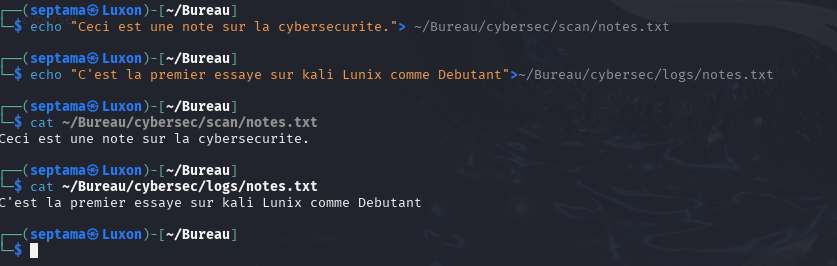 ┌──(septama㉿Luxon)-[~/Bureau]
└─$ echo "Ceci est une note sur la cybersecurite."> ~/Bureau/cybersec/scan/notes.txt
┌──(septama㉿Luxon)-[~/Bureau]
└─$ echo "C'est la premier essaye sur kali Lunix comme Debutant">~/Bureau/cybersec/logs/notes.txt
┌──(septama㉿Luxon)-[~/Bureau]
└─$ cat ~/Bureau/cybersec/scan/notes.txt
Ceci est une note sur la cybersecurite.
┌──(septama㉿Luxon)-[~/Bureau]
└─$ cat ~/Bureau/cybersec/logs/notes.txt
C'est la premier essaye sur kali Lunix comme Debutant
┌──(septama㉿Luxon)-[~/Bureau]
└─$